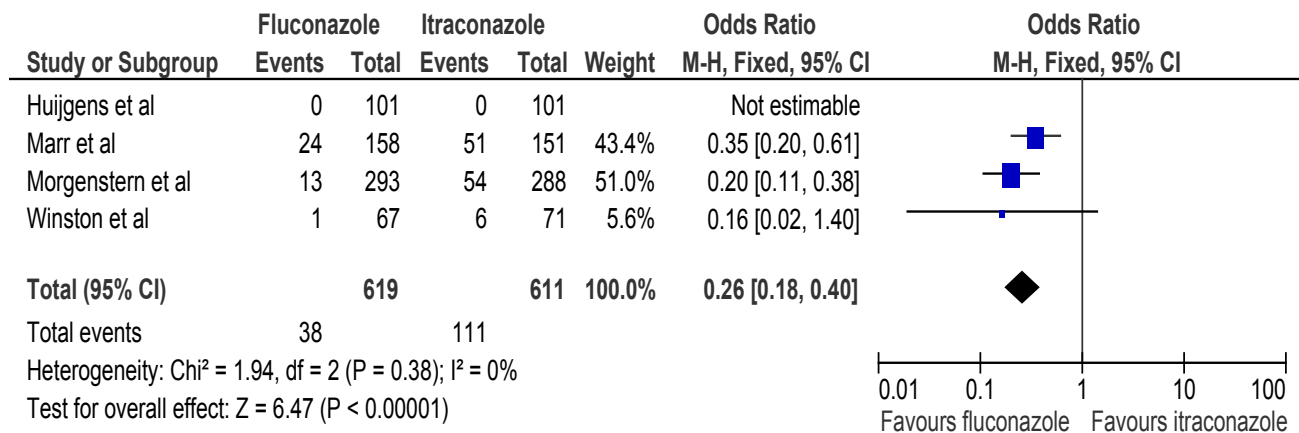 Fluconazole Itraconazole Odds Ratio Odds Ratio
Study or Subgroup Events Total Events Total Weight M-H, Fixed, 95% CI M-H, Fixed, 95% CI
Huijgens et al 0 101 0 101 Not estimable
Marr et al 24 158 51 151 43.4% 0.35 [0.20, 0.61]
Morgenstern et al 13 293 54 288 51.0% 0.20 [0.11, 0.38]
Winston et al 1 67 6 71 5.6% 0.16 [0.02, 1.40]
Total (95% CI) 619 611 100.0% 0.26 [0.18, 0.40]
Total events 38 111
Heterogeneity: Chi² = 1.94, df = 2 (P = 0.38); I² = 0%
Test for overall effect: Z = 6.47 (P < 0.00001)
0.01 0.1 1 10 100
Favours fluconazole Favours itraconazole